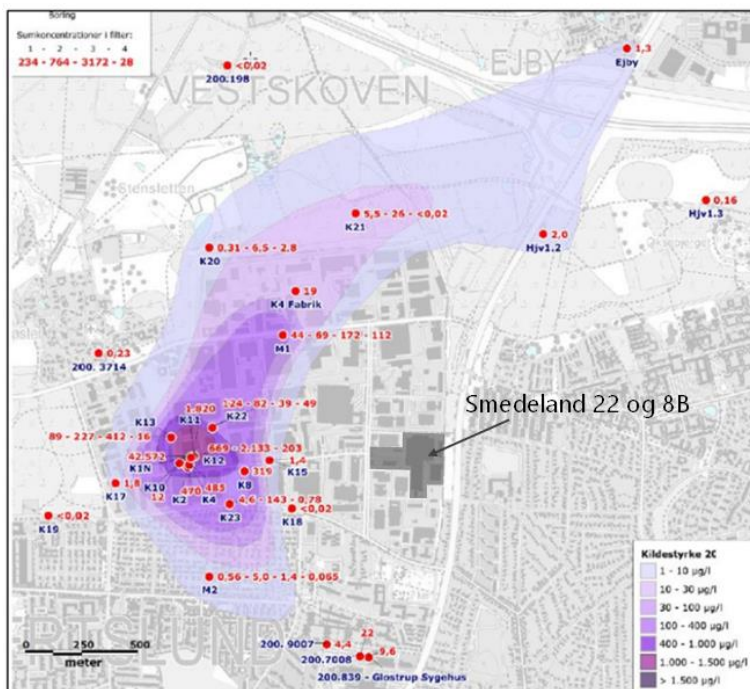 Boring
Sumkoncentrationer i filter:
1 - 2 - 3 - 4
234 - 764 - 3172 - 28
<0,02
200.198
VESTSKOVEN
EJBY
1,3
Ejby
Stensletten
5,5 - 26 - <0,02
K21
0,16
Hjv1.3
2,0
Hjv1.2
0,31 - 6,5 - 2,8
K20
19
K4 Fabrik
44 - 69 - 172 - 112
M1
0,23
200. 3714
Smedeland 22 og 8B
124 - 82 - 39 - 49
1.820
K11
K22
K13
89 - 227 - 412 - 16
669 - 2.133 - 203
42.572
K12
K1N
1,4
K15
319
K8
K10
470
485
12
K2
K4
1,8
K17
4,6 - 143 - 0,78
K23
<0,02
K18
<0,02
K19
0,56 - 5,0 - 1,4 - 0,065
M2
0 250 500
meter
200. 9007
4,4
22
9,6
200.7008
200.839 - Glostrup Sygehus
Kildestyrke 20
1 - 10 µg/l
10 - 30 µg/l
30 - 100 µg/l
100 - 400 µg/l
400 - 1.000 µg/l
1.000 - 1.500 µg/l
> 1.500 µg/l